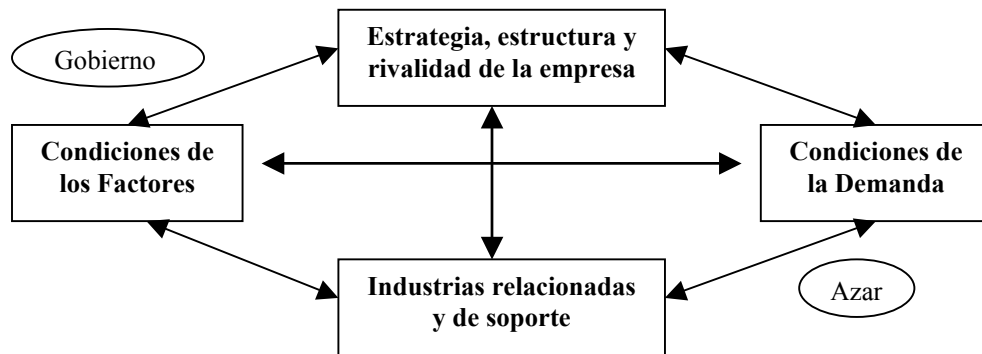 Estrategia, estructura y
rivalidad de la empresa
Gobierno
Condiciones de
los Factores
Condiciones de
la Demanda
Industrias relacionadas
y de soporte
Azar